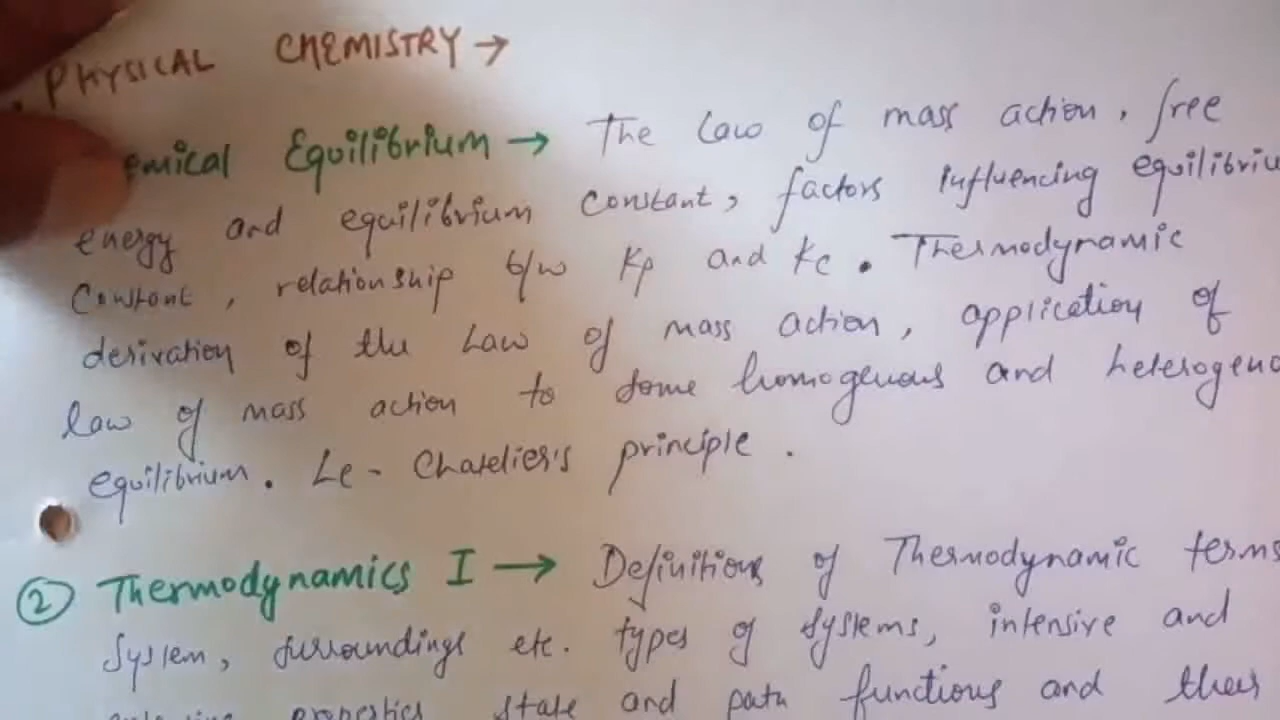 PHYSICAL CHEMISTRY →
emical Equilibrium → The Law of mass action, free
energy and equilibrium constant, factors influencing equilibriu
constant, relationship b/w Kp and Kc. Thermodynamic
derivation of the Law of mass action, application of
law of mass action to some homogenous and heterogeno
equilibrium. Le-Chatelier's principle.
② Thermodynamics I → Definitions of Thermodynamic terms
System, surroundings etc. types of systems, intensive and
properties state and path functions and their